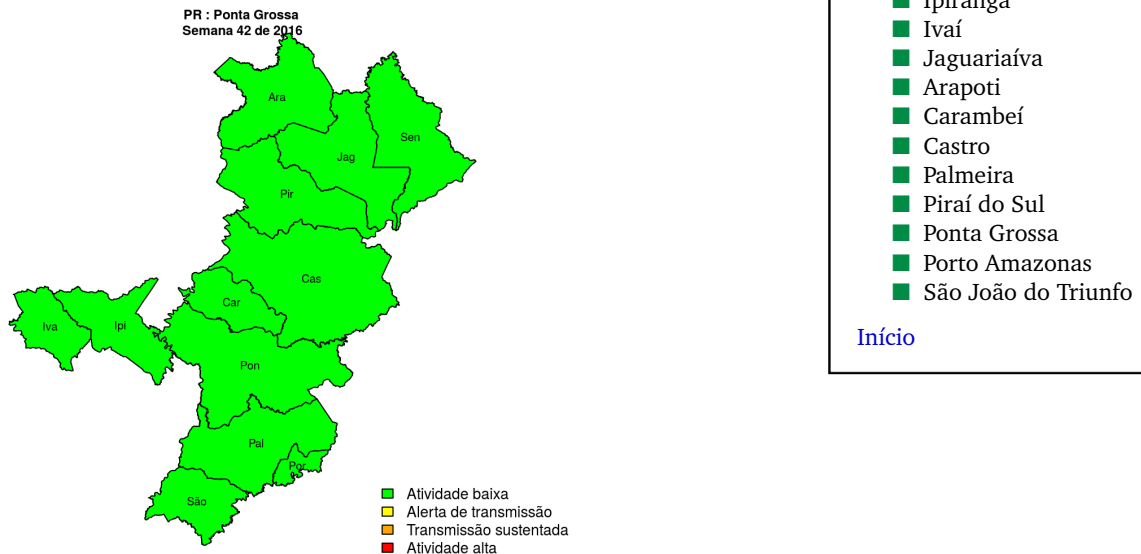 PR : Ponta Grossa
Semana 42 de 2016
Ara
Sen
Jag
Pir
Cas
Car
Iva
Ipi
Pon
Pal
Por
São
Atividade baixa
Alerta de transmissão
Transmissão sustentada
Atividade alta
Ipiranga
Ivaí
Jaguariaíva
Arapoti
Carambeí
Castro
Palmeira
Piraí do Sul
Ponta Grossa
Porto Amazonas
São João do Triunfo
Início